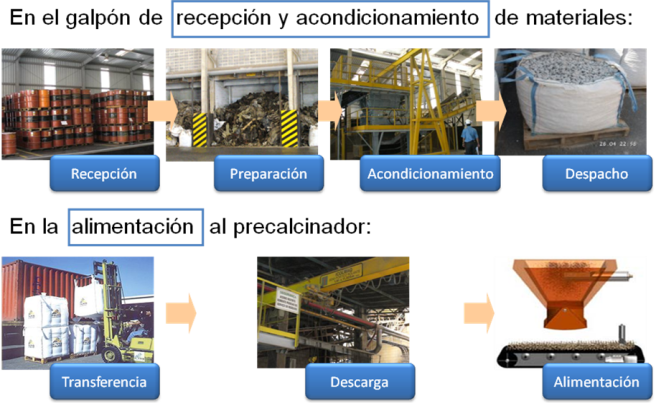 En el galpón de recepción y acondicionamiento de materiales:
Recepción
Preparación
Acondicionamiento
Despacho
En la alimentación al precalcinador:
Transferencia
Descarga
Alimentación